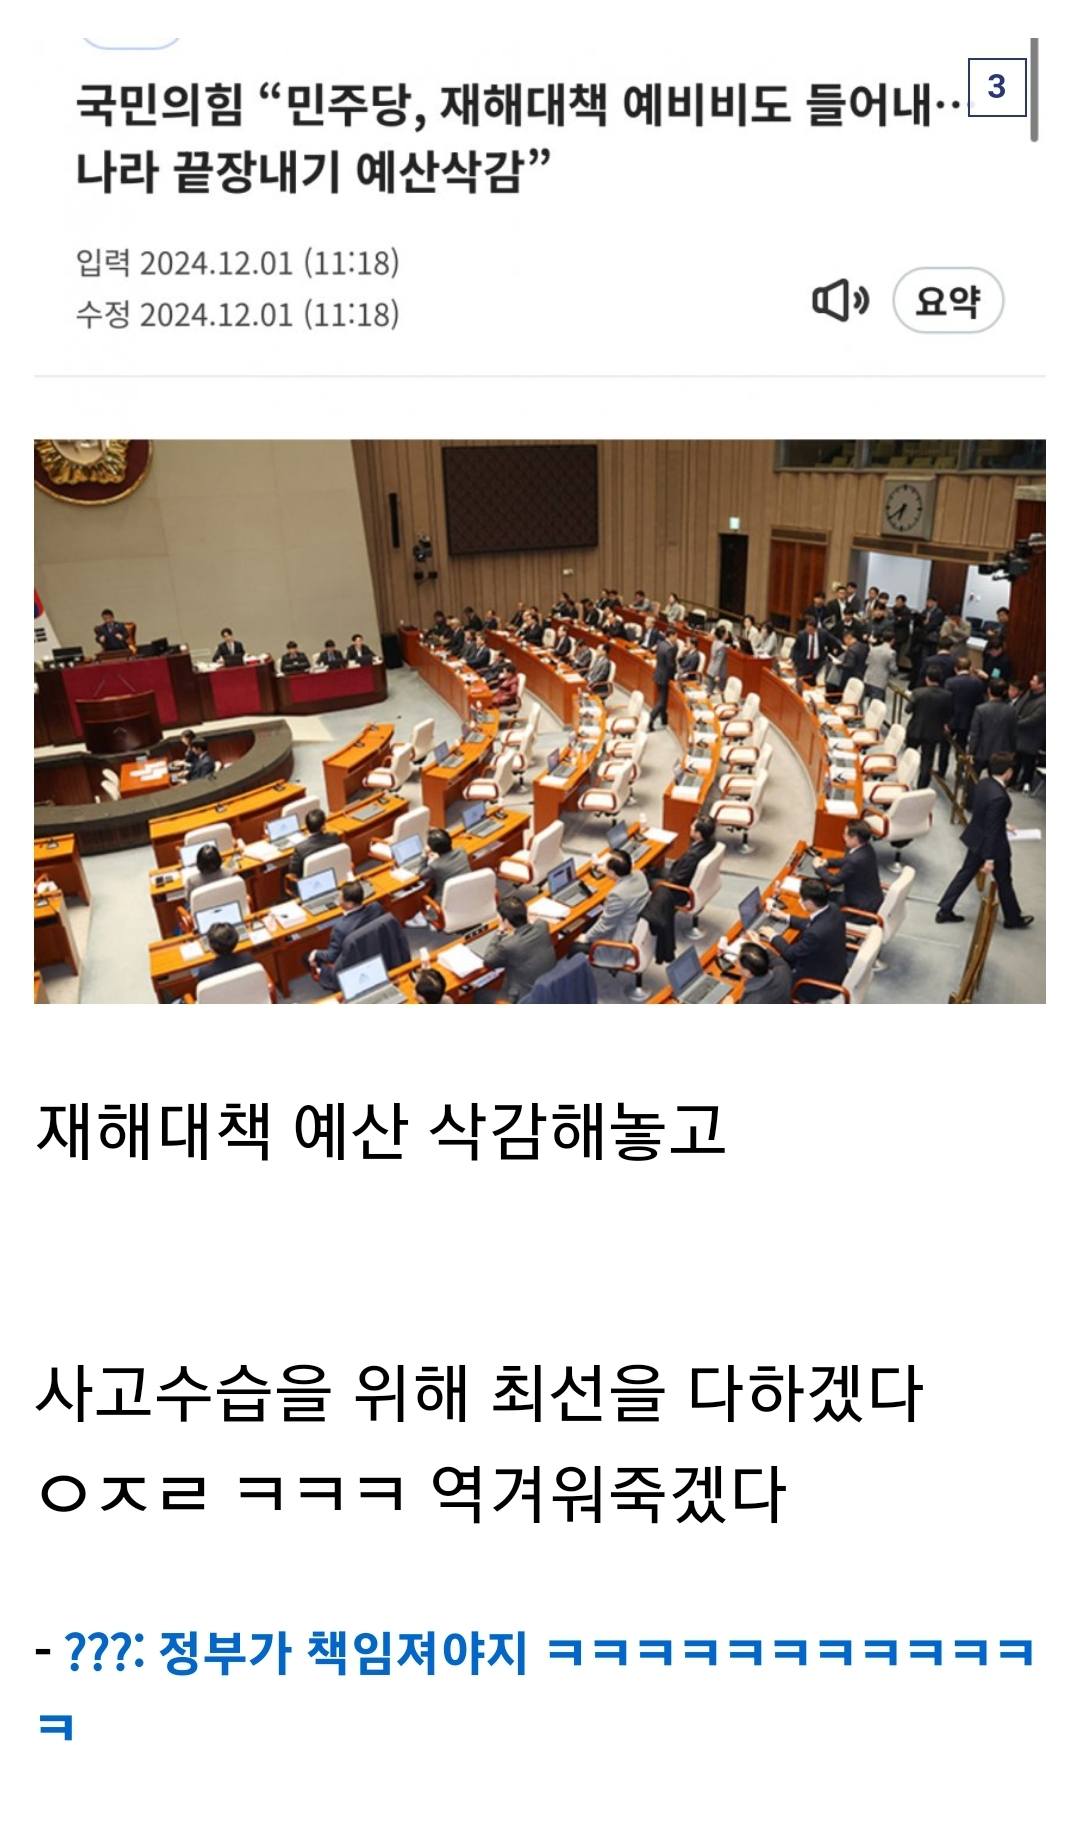 3
국민의힘 “민주당, 재해대책 예비비도 들어내…
나라 끝장내기 예산삭감”
입력 2024.12.01 (11:18)
수정 2024.12.01 (11:18)
요약
재해대책 예산 삭감해놓고
사고수습을 위해 최선을 다하겠다
ㅇㅈㄹ ㅋㅋㅋ 역겨워죽겠다
- ???: 정부가 책임져야지 ㅋㅋㅋㅋㅋㅋㅋㅋㅋㅋㅋ
ㅋ